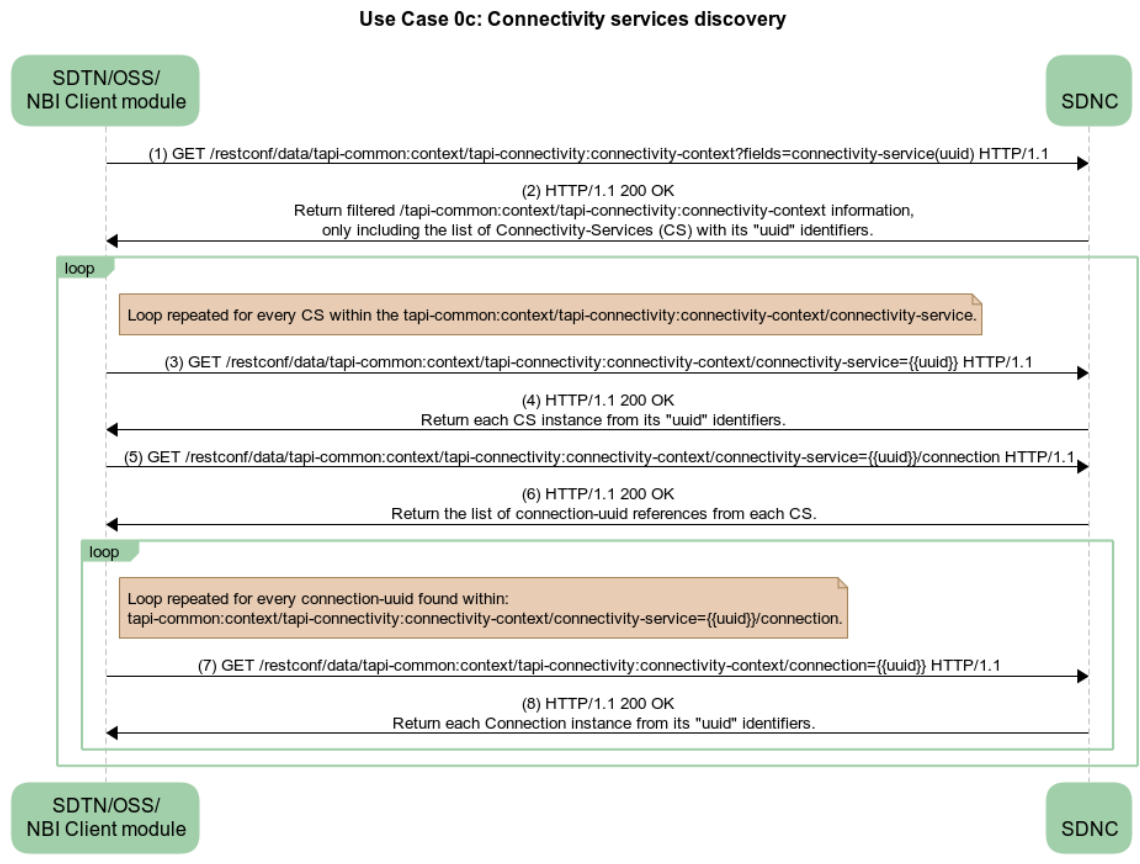 Use Case 0c: Connectivity services discovery
SDTN/OSS/
NBI Client module
SDNC
(1) GET /restconf/data/tapi-common:context/tapi-connectivity:connectivity-context?fields=connectivity-service(uuid) HTTP/1.1
(2) HTTP/1.1 200 OK
Return filtered /tapi-common:context/tapi-connectivity:connectivity-context information,
only including the list of Connectivity-Services (CS) with its "uuid" identifiers.
loop
Loop repeated for every CS within the tapi-common:context/tapi-connectivity:connectivity-context/connectivity-service.
(3) GET /restconf/data/tapi-common:context/tapi-connectivity:connectivity-context/connectivity-service={{uuid}} HTTP/1.1
(4) HTTP/1.1 200 OK
Return each CS instance from its "uuid" identifiers.
(5) GET /restconf/data/tapi-common:context/tapi-connectivity:connectivity-context/connectivity-service={{uuid}}/connection HTTP/1.1
(6) HTTP/1.1 200 OK
Return the list of connection-uuid references from each CS.
loop
Loop repeated for every connection-uuid found within:
tapi-common:context/tapi-connectivity:connectivity-context/connectivity-service={{uuid}}/connection.
(7) GET /restconf/data/tapi-common:context/tapi-connectivity:connectivity-context/connection={{uuid}} HTTP/1.1
(8) HTTP/1.1 200 OK
Return each Connection instance from its "uuid" identifiers.
SDTN/OSS/
NBI Client module
SDNC